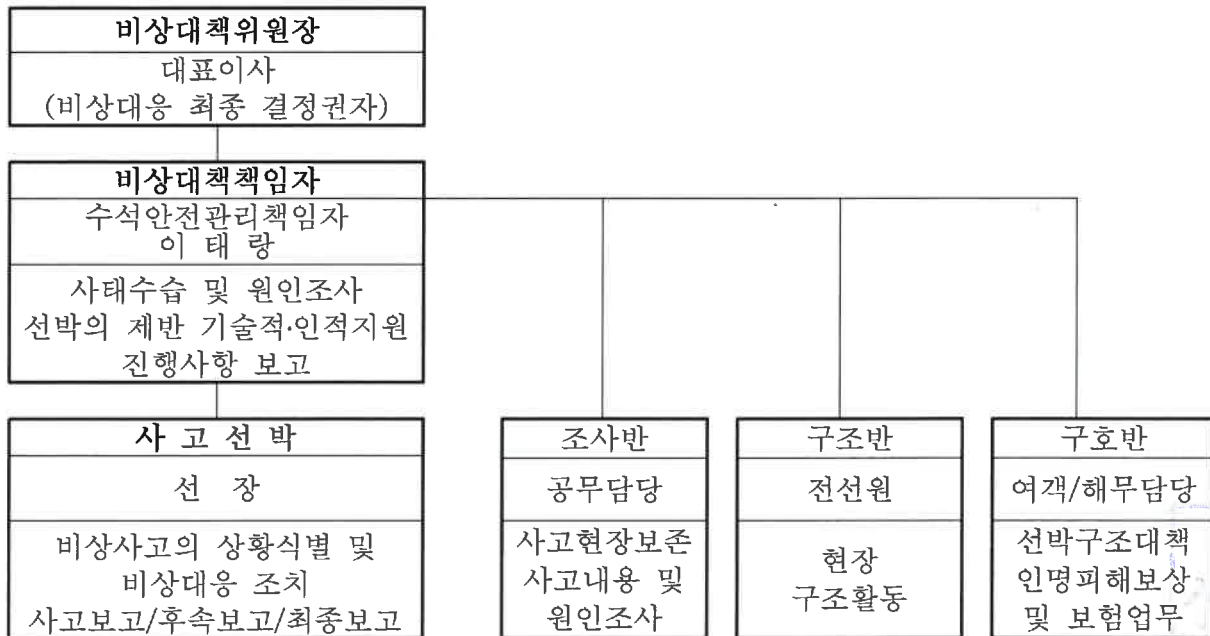 비상대책위원장
대표이사
(비상대응 최종 결정권자)
비상대책책임자
수석안전관리책임자
이 태 랑
사태수습 및 원인조사
선박의 제반 기술적·인적지원
진행사항 보고
사 고 선 박
선 장
비상사고의 상황식별 및
비상대응 조치
사고보고/후속보고/최종보고
조사반
공무담당
사고현장보존
사고내용 및
원인조사
구조반
전선원
현장
구조활동
구호반
여객/해무담당
선박구조대책
인명피해보상
및 보험업무